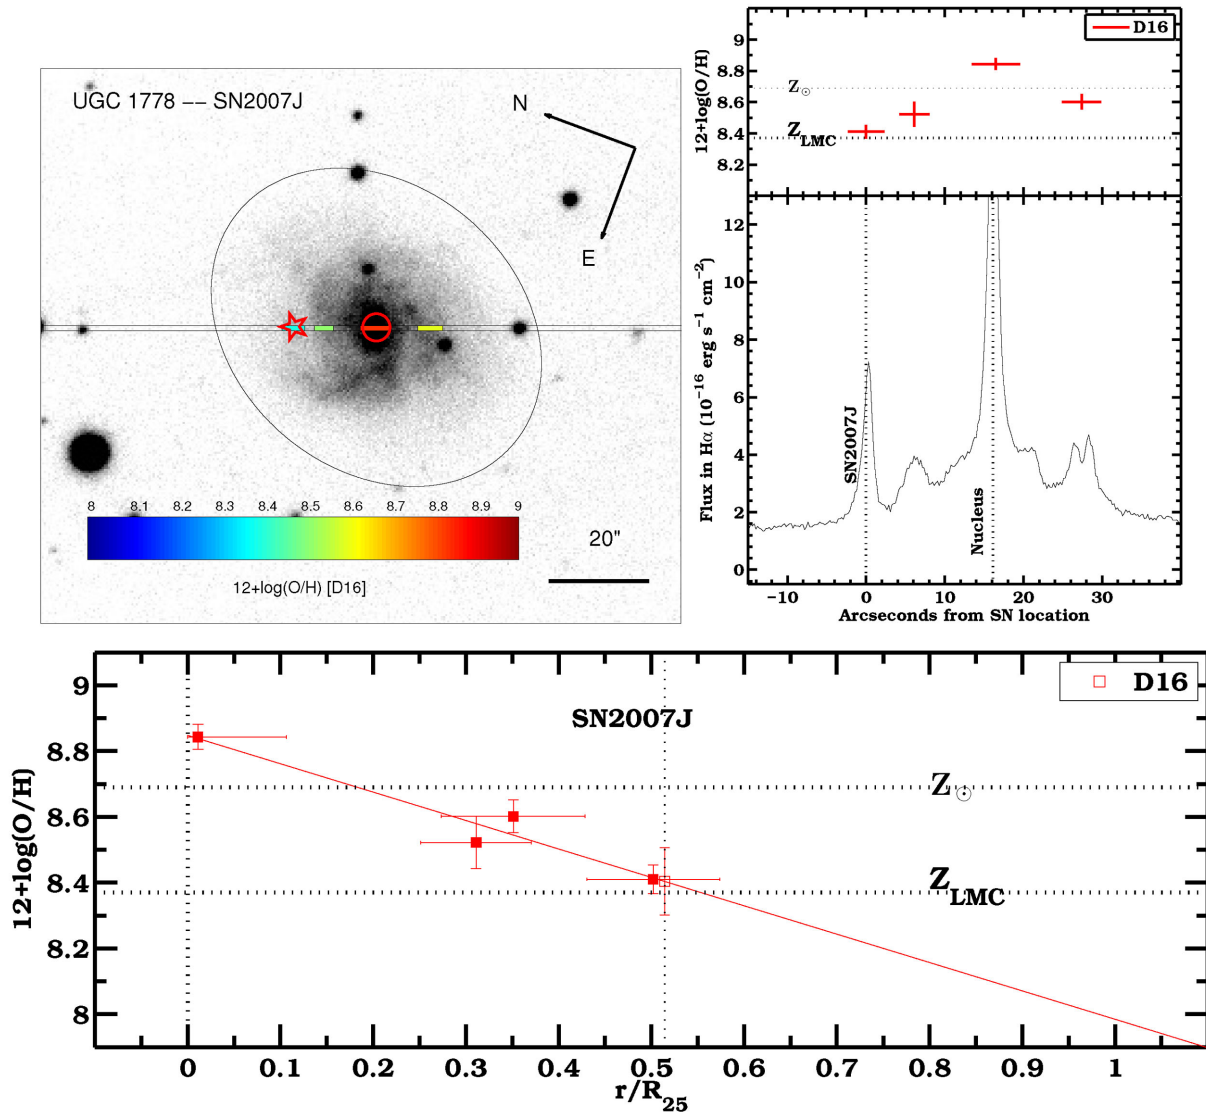 UGC 1778 −− SN2007J
N
E
8 8.1 8.2 8.3 8.4 8.5 8.6 8.7 8.8 8.9 9
12+log(O/H) [D16]
20"
D16
12+log(O/H)
9
8.8
8.6
8.4
8.2
Z☉
Z_LMC
Flux in Hα (10⁻¹⁶ erg s⁻¹ cm⁻²)
12
10
8
6
4
2
0
SN2007J
Nucleus
−10 0 10 20 30
Arcseconds from SN location
D16
SN2007J
12+log(O/H)
9
8.8
8.6
8.4
8.2
8
Z☉
Z_LMC
0 0.1 0.2 0.3 0.4 0.5 0.6 0.7 0.8 0.9 1
r/R₂₅